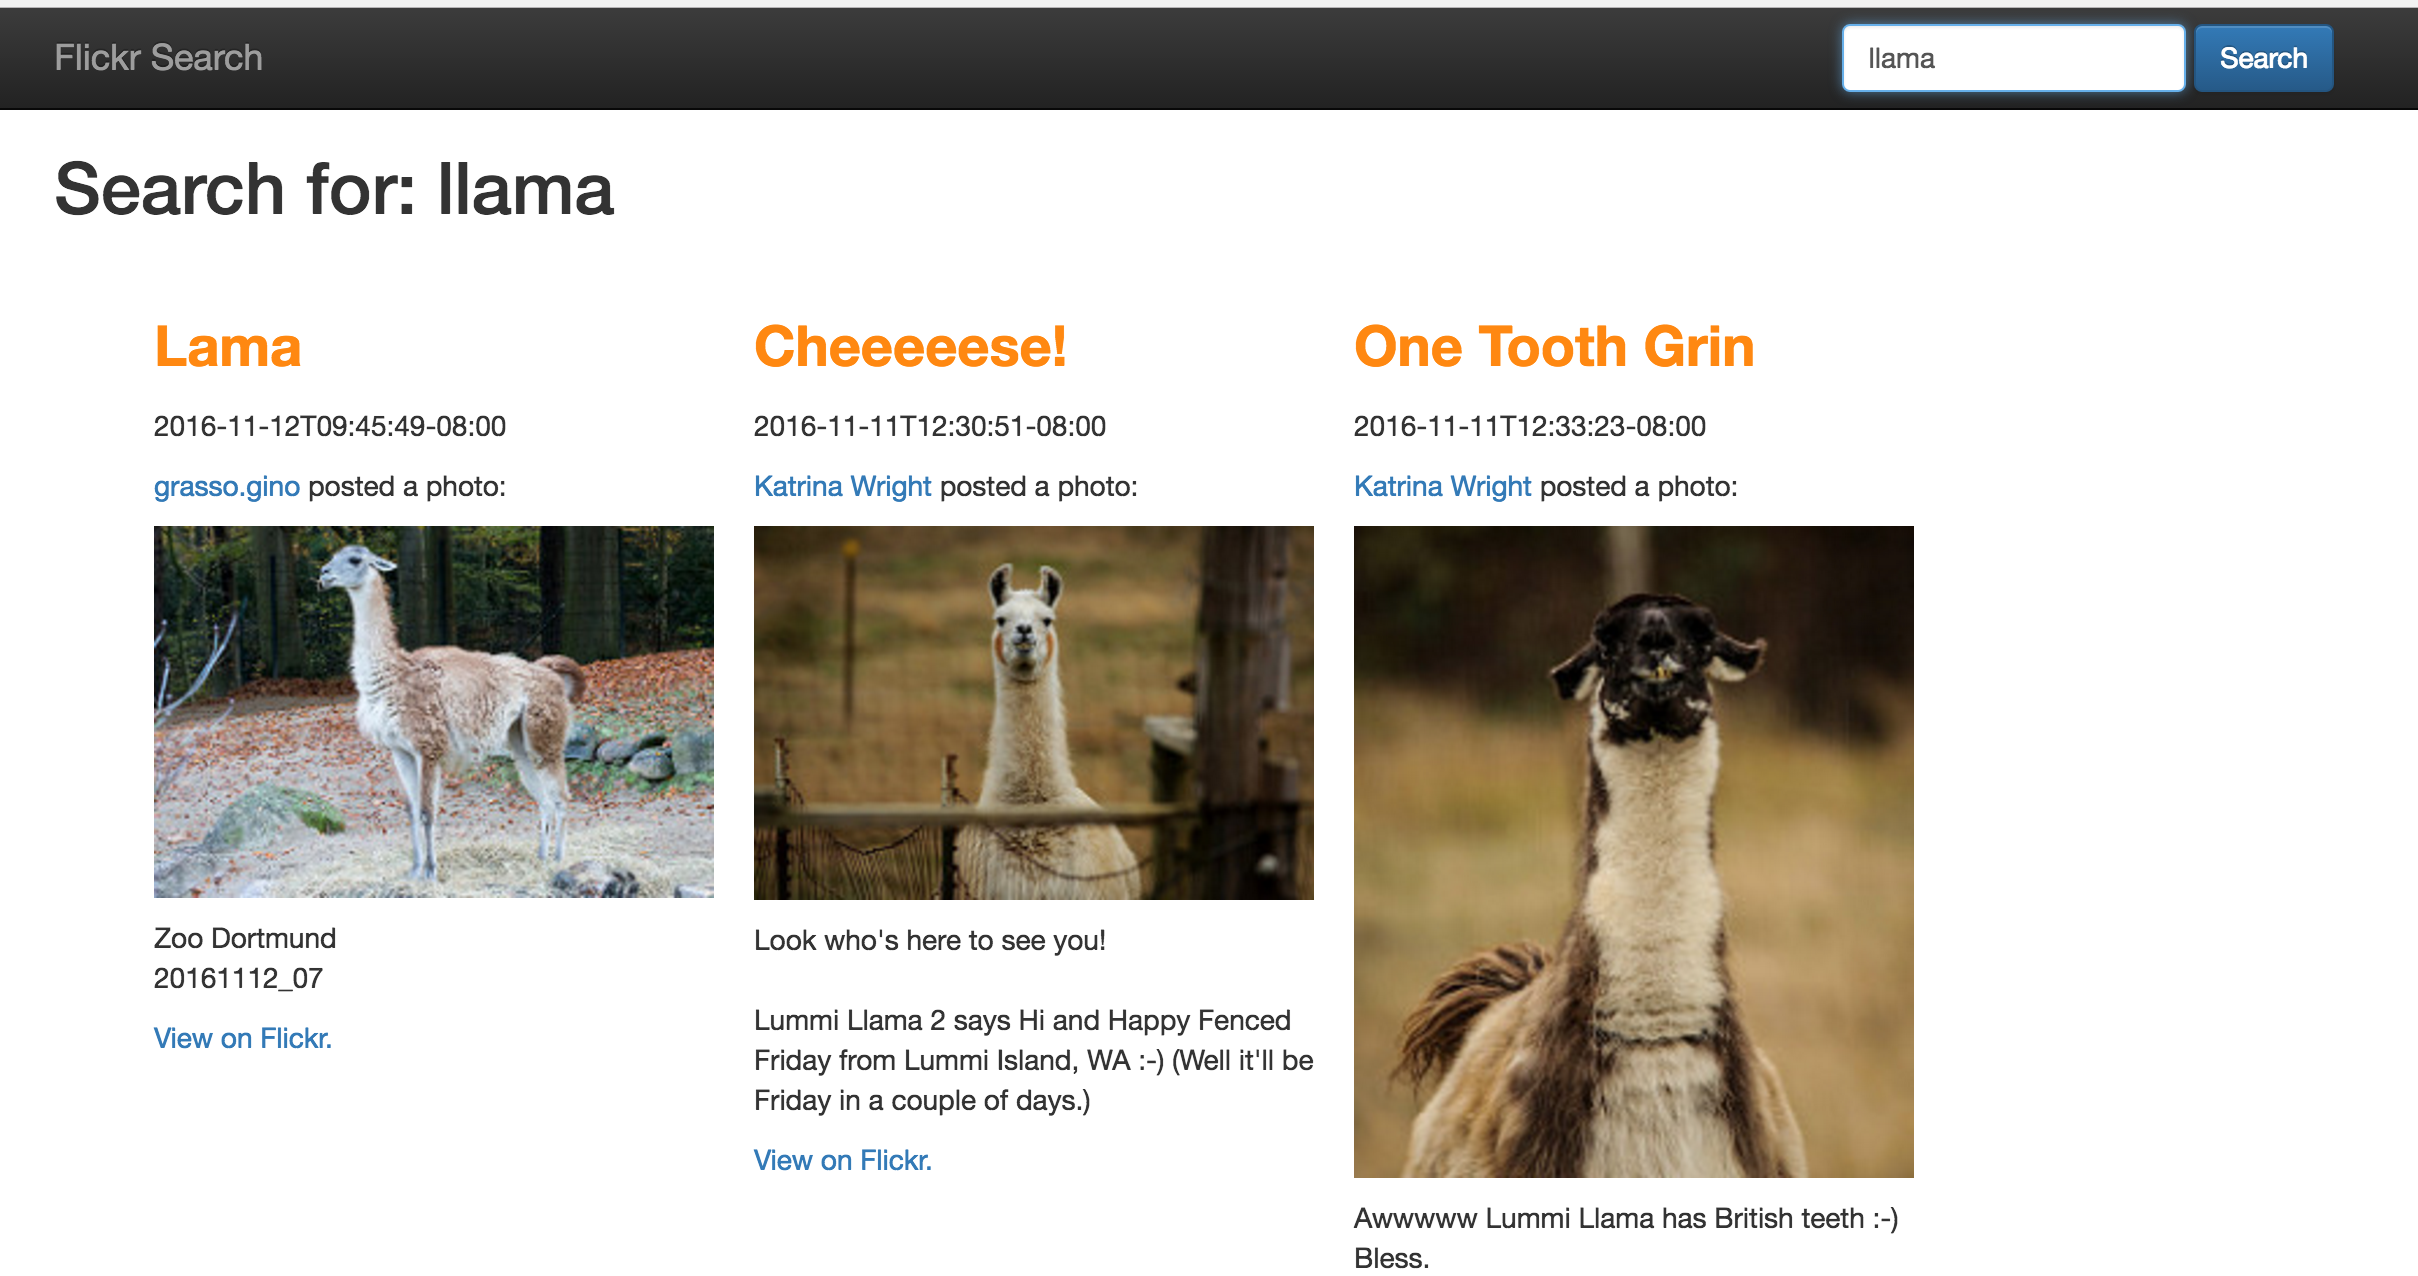 Flickr Search
llama
Search
Search for: llama
Lama
2016-11-12T09:45:49-08:00
grasso.gino posted a photo:
Zoo Dortmund
20161112_07
View on Flickr.
Cheeeeese!
2016-11-11T12:30:51-08:00
Katrina Wright posted a photo:
Look who's here to see you!
Lummi Llama 2 says Hi and Happy Fenced
Friday from Lummi Island, WA :-) (Well it'll be
Friday in a couple of days.)
View on Flickr.
One Tooth Grin
2016-11-11T12:33:23-08:00
Katrina Wright posted a photo:
Awwwww Lummi Llama has British teeth :-)
Bless.